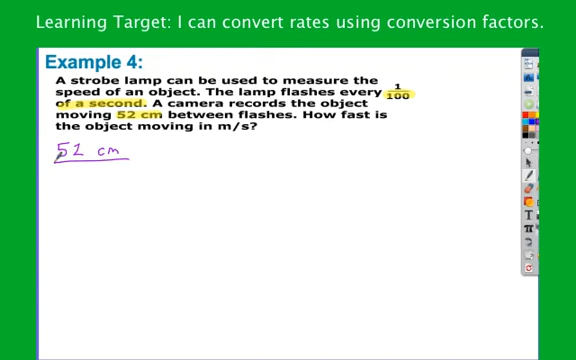 Learning Target: I can convert rates using conversion factors.
Example 4:
A strobe lamp can be used to measure the
speed of an object. The lamp flashes every 1/100
of a second. A camera records the object
moving 52 cm between flashes. How fast is
the object moving in m/s?
52 cm